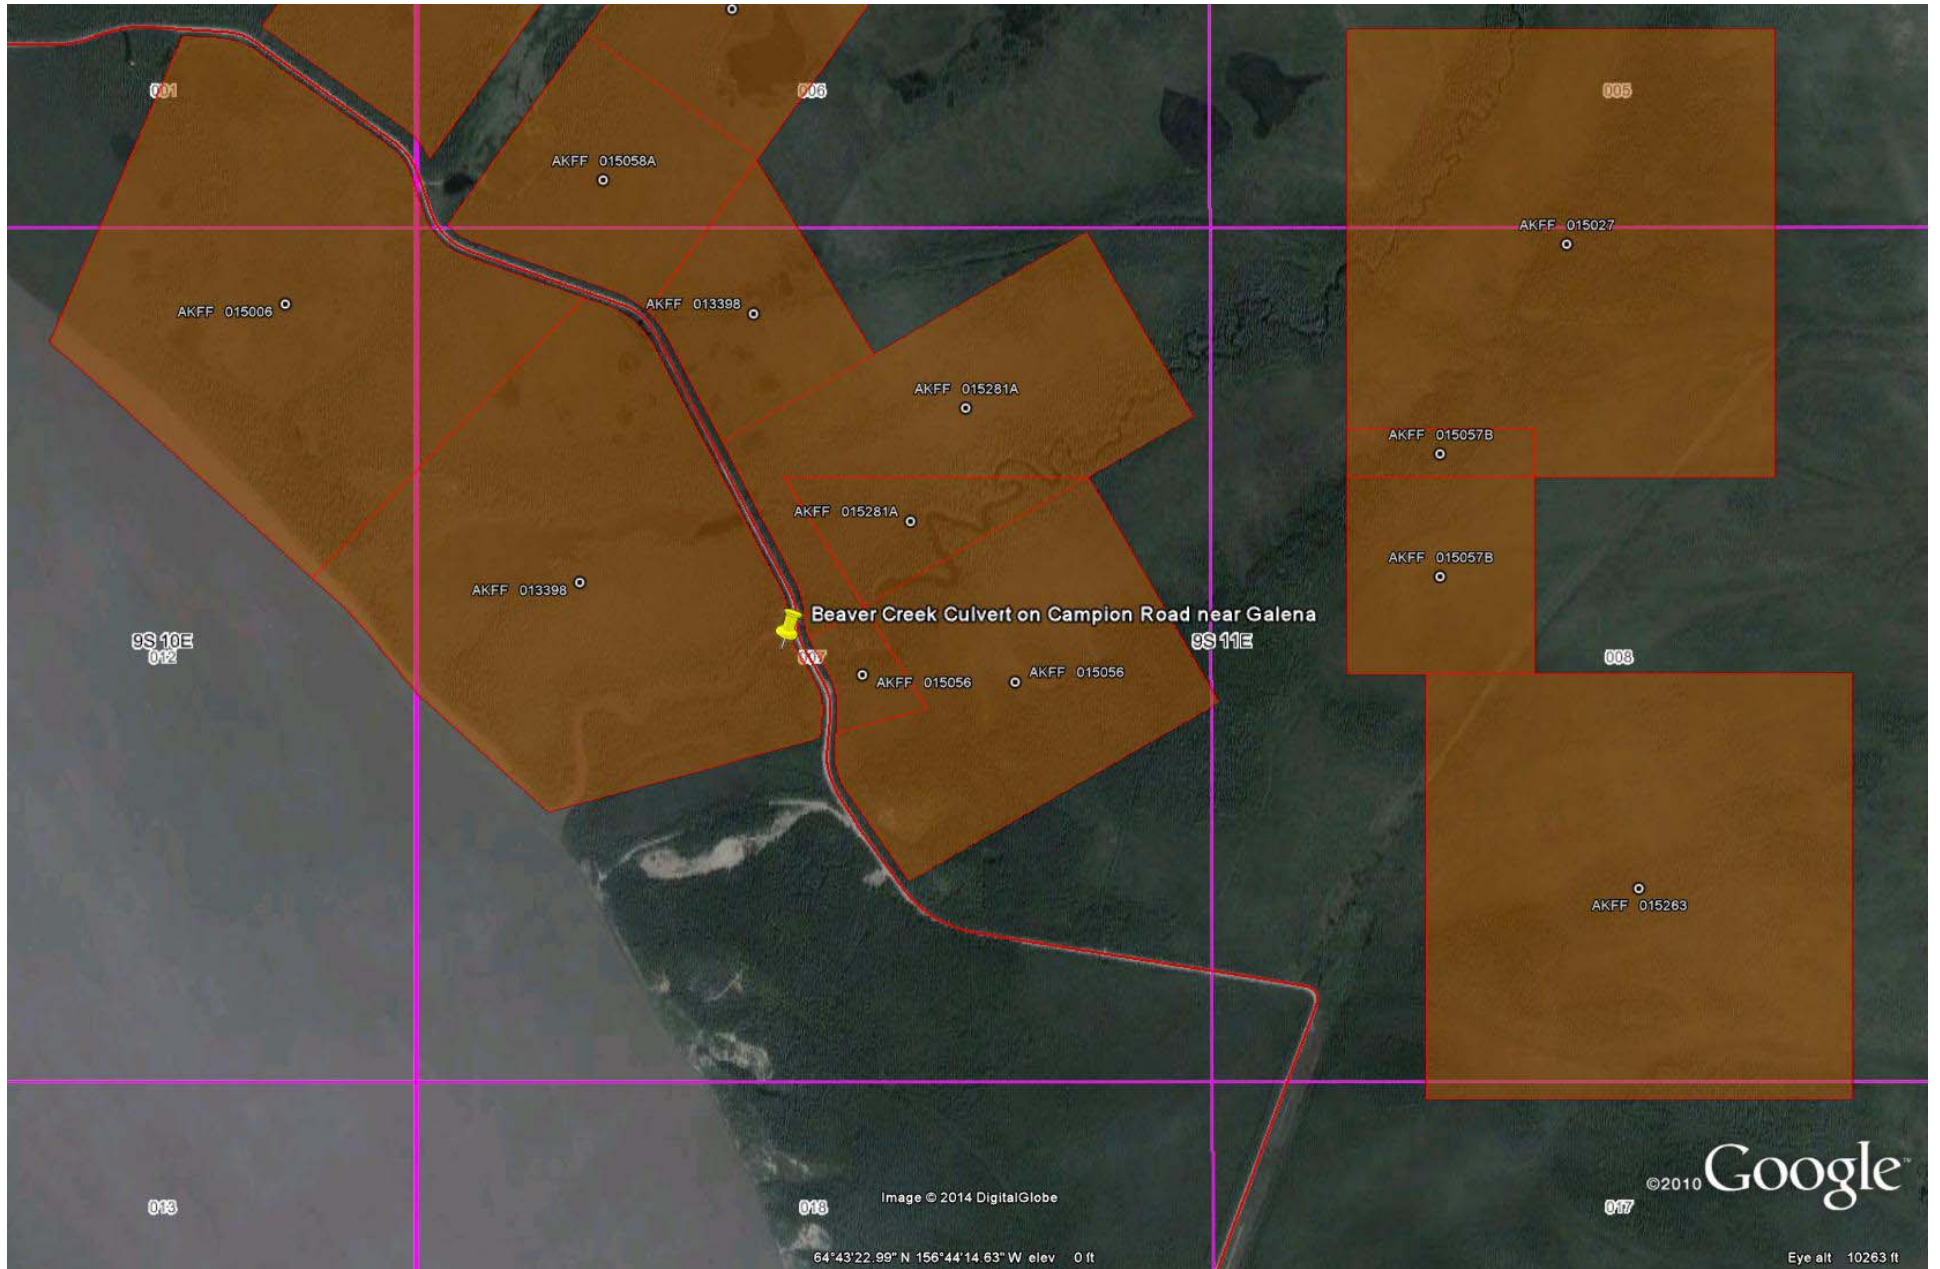 001
006
005
AKFF 015058A
AKFF 015027
AKFF 015006
AKFF 013398
AKFF 015281A
AKFF 015057B
AKFF 015281A
AKFF 015057B
AKFF 013398
Beaver Creek Culvert on Campion Road near Galena
9S 10E
012
9S 11E
007
008
AKFF 015056
AKFF 015056
AKFF 015263
©2010 Google™
013
018
Image © 2014 DigitalGlobe
017
64°43'22.99" N 156°44'14.63" W elev 0 ft
Eye alt 10263 ft